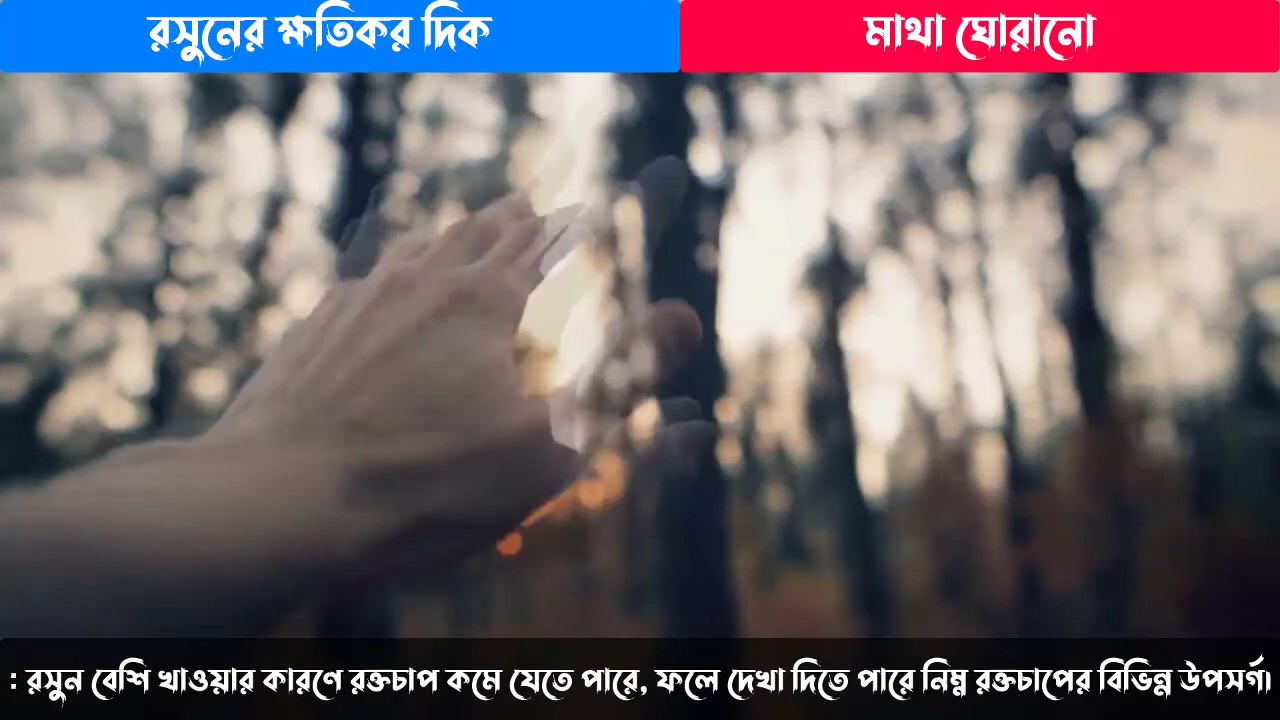 রসুনের ক্ষতিকর দিক
মাথা ঘোরানো
: রসুন বেশি খাওয়ার কারণে রক্তচাপ কমে যেতে পারে, ফলে দেখা দিতে পারে নিম্ন রক্তচাপের বিভিন্ন উপসর্গ।